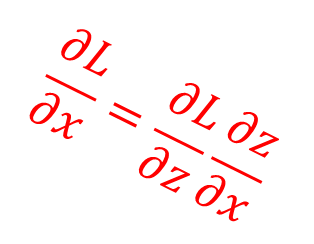 ∂L/∂x = ∂L/∂z ∂z/∂x